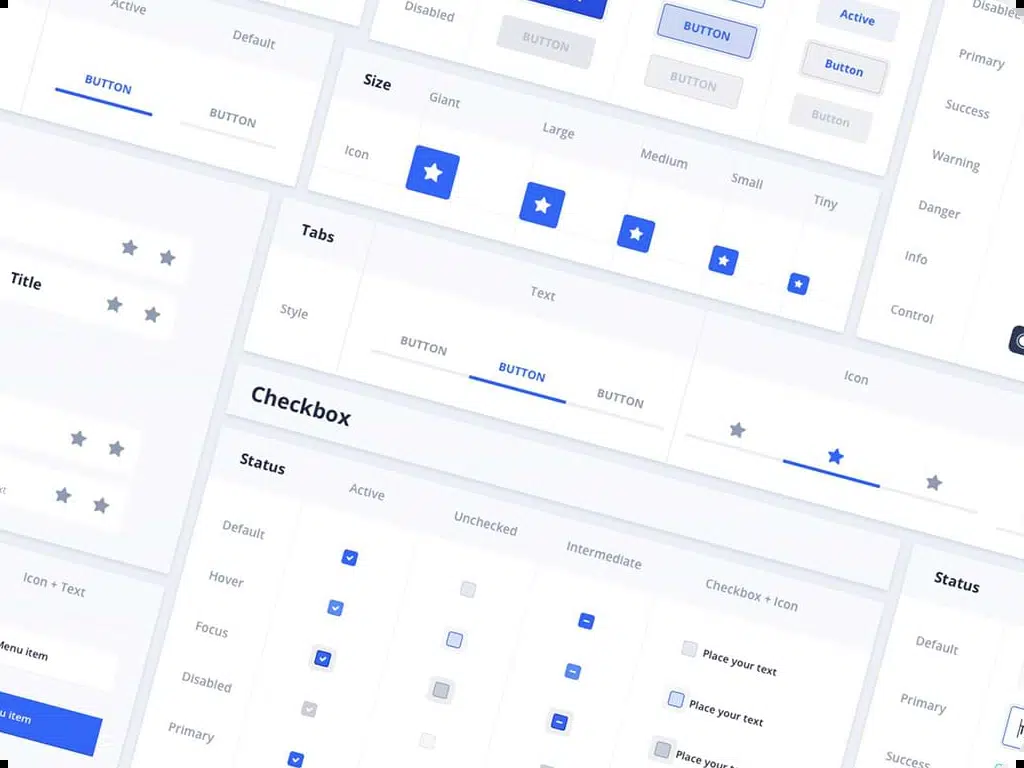 Active
Default
BUTTON
BUTTON
Disabled
BUTTON
BUTTON
BUTTON
Active
Button
Button
Size
Giant
Large
Medium
Small
Tiny
Icon
Primary
Success
Warning
Danger
Info
Control
Title
Tabs
Text
Icon
Style
BUTTON
BUTTON
BUTTON
Checkbox
Status
Active
Unchecked
Intermediate
Checkbox + Icon
Default
Hover
Focus
Disabled
Primary
Place your text
Place your text
Place your
Icon + Text
Menu item
item
Status
Default
Primary
Success